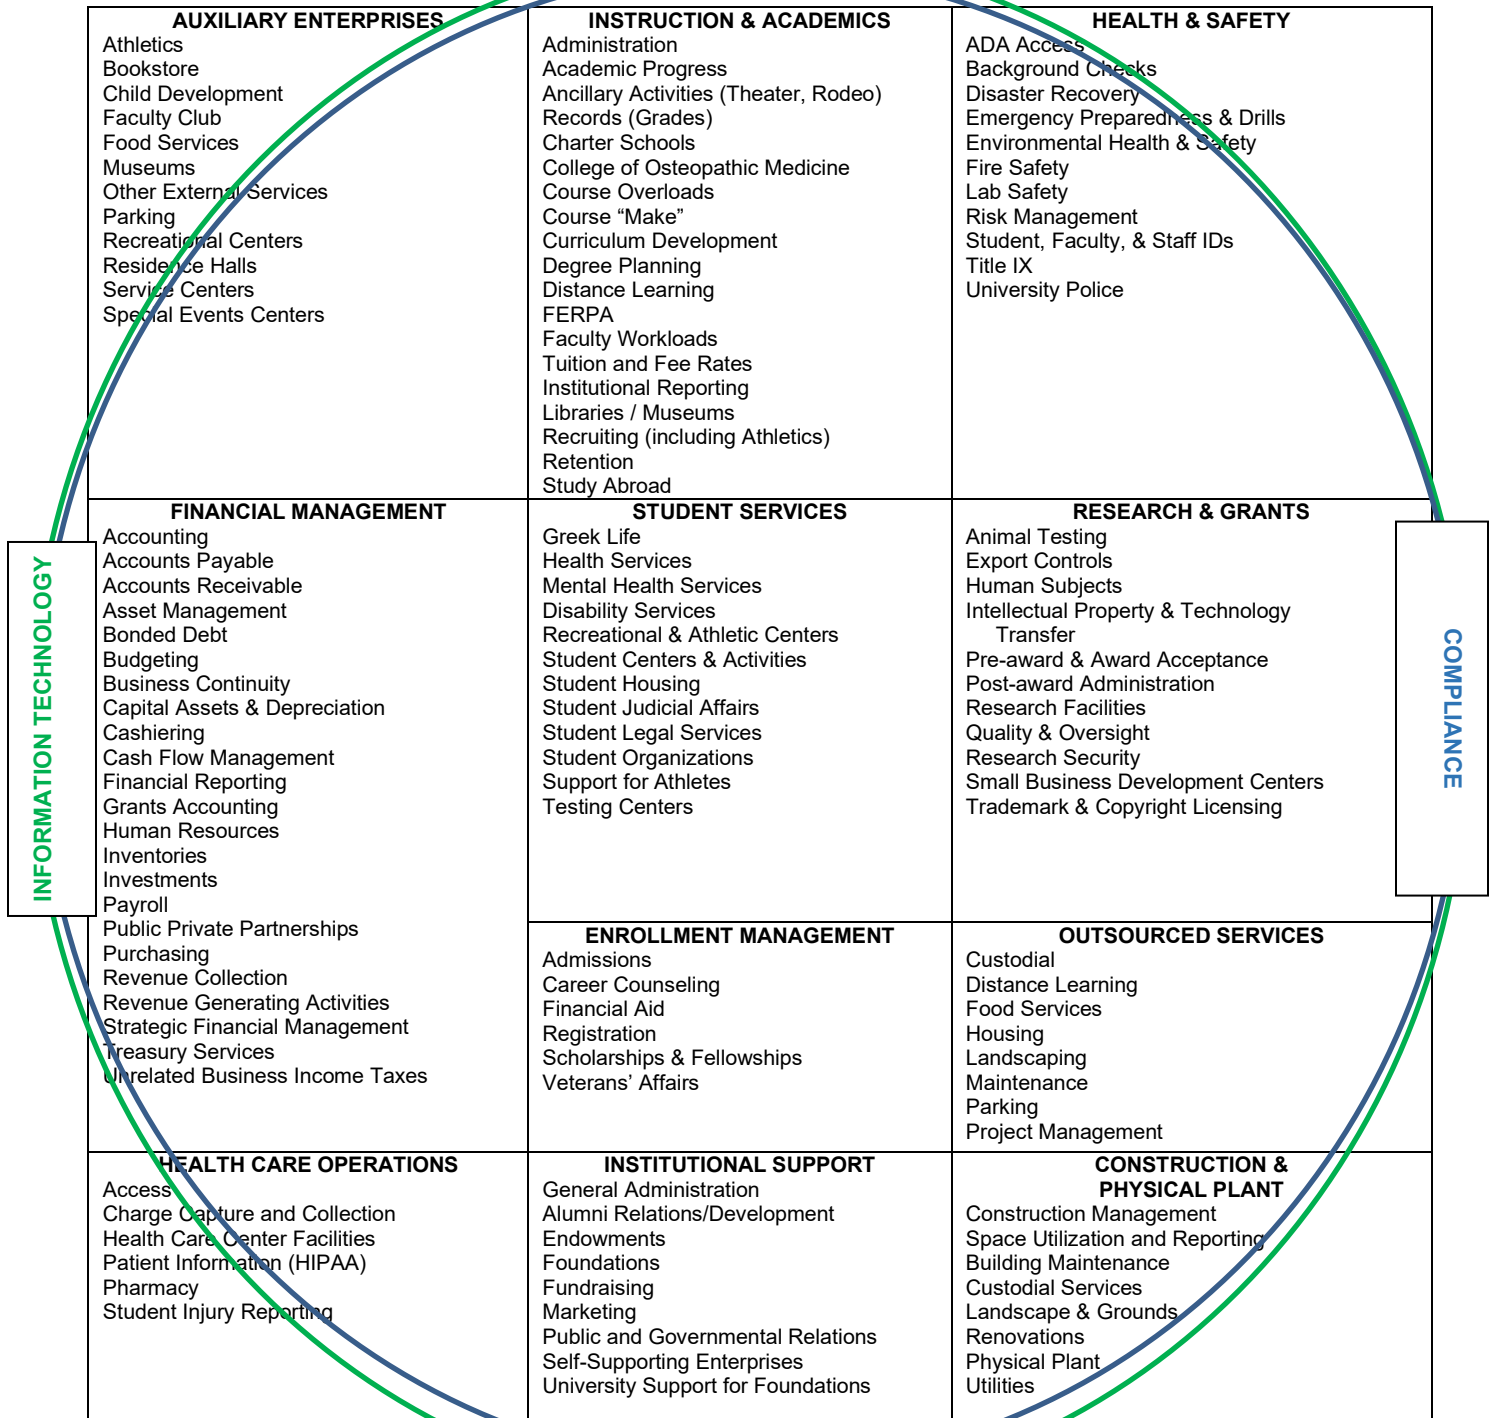 AUXILIARY ENTERPRISES
Athletics
Bookstore
Child Development
Faculty Club
Food Services
Museums
Other External Services
Parking
Recreational Centers
Residence Halls
Service Centers
Special Events Centers
INSTRUCTION & ACADEMICS
Administration
Academic Progress
Ancillary Activities (Theater, Rodeo)
Records (Grades)
Charter Schools
College of Osteopathic Medicine
Course Overloads
Course “Make”
Curriculum Development
Degree Planning
Distance Learning
FERPA
Faculty Workloads
Tuition and Fee Rates
Institutional Reporting
Libraries / Museums
Recruiting (including Athletics)
Retention
Study Abroad
HEALTH & SAFETY
ADA Access
Background Checks
Disaster Recovery
Emergency Preparedness & Drills
Environmental Health & Safety
Fire Safety
Lab Safety
Risk Management
Student, Faculty, & Staff IDs
Title IX
University Police
INFORMATION TECHNOLOGY
FINANCIAL MANAGEMENT
Accounting
Accounts Payable
Accounts Receivable
Asset Management
Bonded Debt
Budgeting
Business Continuity
Capital Assets & Depreciation
Cashiering
Cash Flow Management
Financial Reporting
Grants Accounting
Human Resources
Inventories
Investments
Payroll
Public Private Partnerships
Purchasing
Revenue Collection
Revenue Generating Activities
Strategic Financial Management
Treasury Services
Unrelated Business Income Taxes
STUDENT SERVICES
Greek Life
Health Services
Mental Health Services
Disability Services
Recreational & Athletic Centers
Student Centers & Activities
Student Housing
Student Judicial Affairs
Student Legal Services
Student Organizations
Support for Athletes
Testing Centers
RESEARCH & GRANTS
Animal Testing
Export Controls
Human Subjects
Intellectual Property & Technology
Transfer
Pre-award & Award Acceptance
Post-award Administration
Research Facilities
Quality & Oversight
Research Security
Small Business Development Centers
Trademark & Copyright Licensing
COMPLIANCE
ENROLLMENT MANAGEMENT
Admissions
Career Counseling
Financial Aid
Registration
Scholarships & Fellowships
Veterans’ Affairs
OUTSOURCED SERVICES
Custodial
Distance Learning
Food Services
Housing
Landscaping
Maintenance
Parking
Project Management
HEALTH CARE OPERATIONS
Access
Charge Capture and Collection
Health Care Center Facilities
Patient Information (HIPAA)
Pharmacy
Student Injury Reporting
INSTITUTIONAL SUPPORT
General Administration
Alumni Relations/Development
Endowments
Foundations
Fundraising
Marketing
Public and Governmental Relations
Self-Supporting Enterprises
University Support for Foundations
CONSTRUCTION &
PHYSICAL PLANT
Construction Management
Space Utilization and Reporting
Building Maintenance
Custodial Services
Landscape & Grounds
Renovations
Physical Plant
Utilities